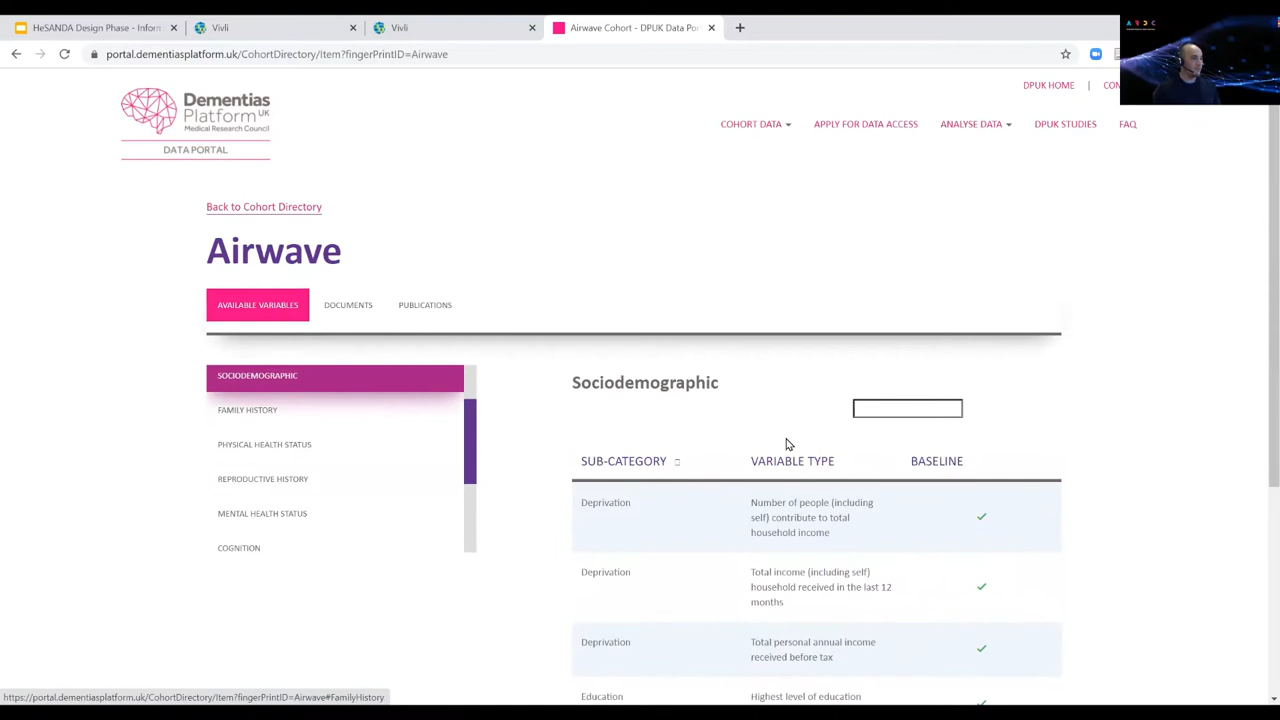 HeSANDA Design Phase - Inforr
Vivli
Vivli
Airwave Cohort - DPUK Data Por
portal.dementiasplatform.uk/CohortDirectory/Item?fingerPrintID=Airwave
ARDC
Dementias
Platform UK
Medical Research Council
DATA PORTAL
DPUK HOME | CON
COHORT DATA APPLY FOR DATA ACCESS ANALYSE DATA DPUK STUDIES FAQ
Back to Cohort Directory
Airwave
AVAILABLE VARIABLES DOCUMENTS PUBLICATIONS
SOCIODEMOGRAPHIC
FAMILY HISTORY
PHYSICAL HEALTH STATUS
REPRODUCTIVE HISTORY
MENTAL HEALTH STATUS
COGNITION
Sociodemographic
SUB-CATEGORY VARIABLE TYPE BASELINE
Deprivation
Number of people (including
self) contribute to total
household income
Deprivation
Total income (including self)
household received in the last 12
months
Deprivation
Total personal annual income
received before tax
Education
Highest level of education
https://portal.dementiasplatform.uk/CohortDirectory/Item?fingerPrintID=Airwave#FamilyHistory